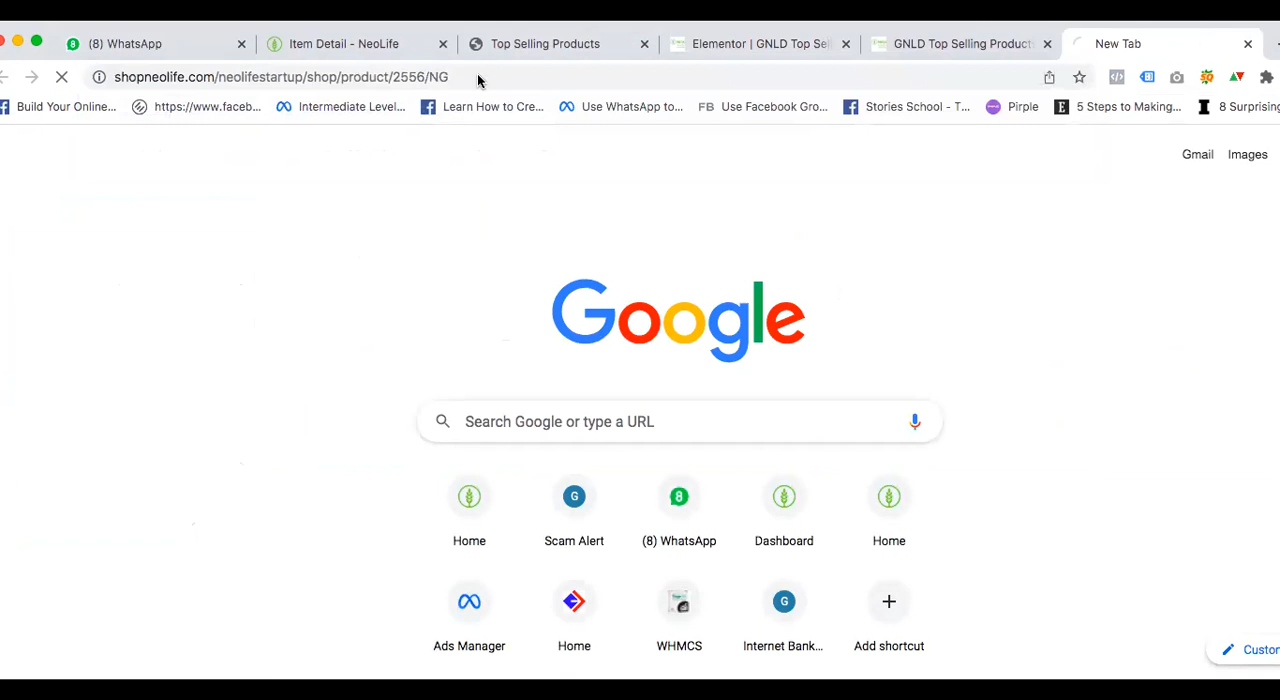 (8) WhatsApp
Item Detail - NeoLife
Top Selling Products
Elementor | GNLD Top Sel
GNLD Top Selling Product
New Tab
shopneolife.com/neolifestartup/shop/product/2556/NG
Build Your Online...
https://www.faceb...
Intermediate Level...
Learn How to Cre...
Use WhatsApp to...
FB Use Facebook Gro...
Stories School - T...
Pirple
5 Steps to Making...
8 Surprising
Gmail
Images
Google
Search Google or type a URL
Home
Scam Alert
(8) WhatsApp
Dashboard
Home
Ads Manager
Home
WHMCS
Internet Bank...
Add shortcut
Custor